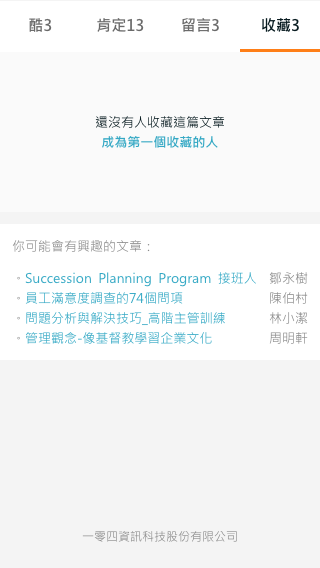 酷3 肯定13 留言3 收藏3
還沒有人收藏這篇文章
成為第一個收藏的人
你可能會有興趣的文章：
◦ Succession Planning Program 接班人 鄒永樹
◦ 員工滿意度調查的74個問項 陳伯村
◦ 問題分析與解決技巧_高階主管訓練 林小潔
◦ 管理觀念-像基督教學習企業文化 周明軒
一零四資訊科技股份有限公司